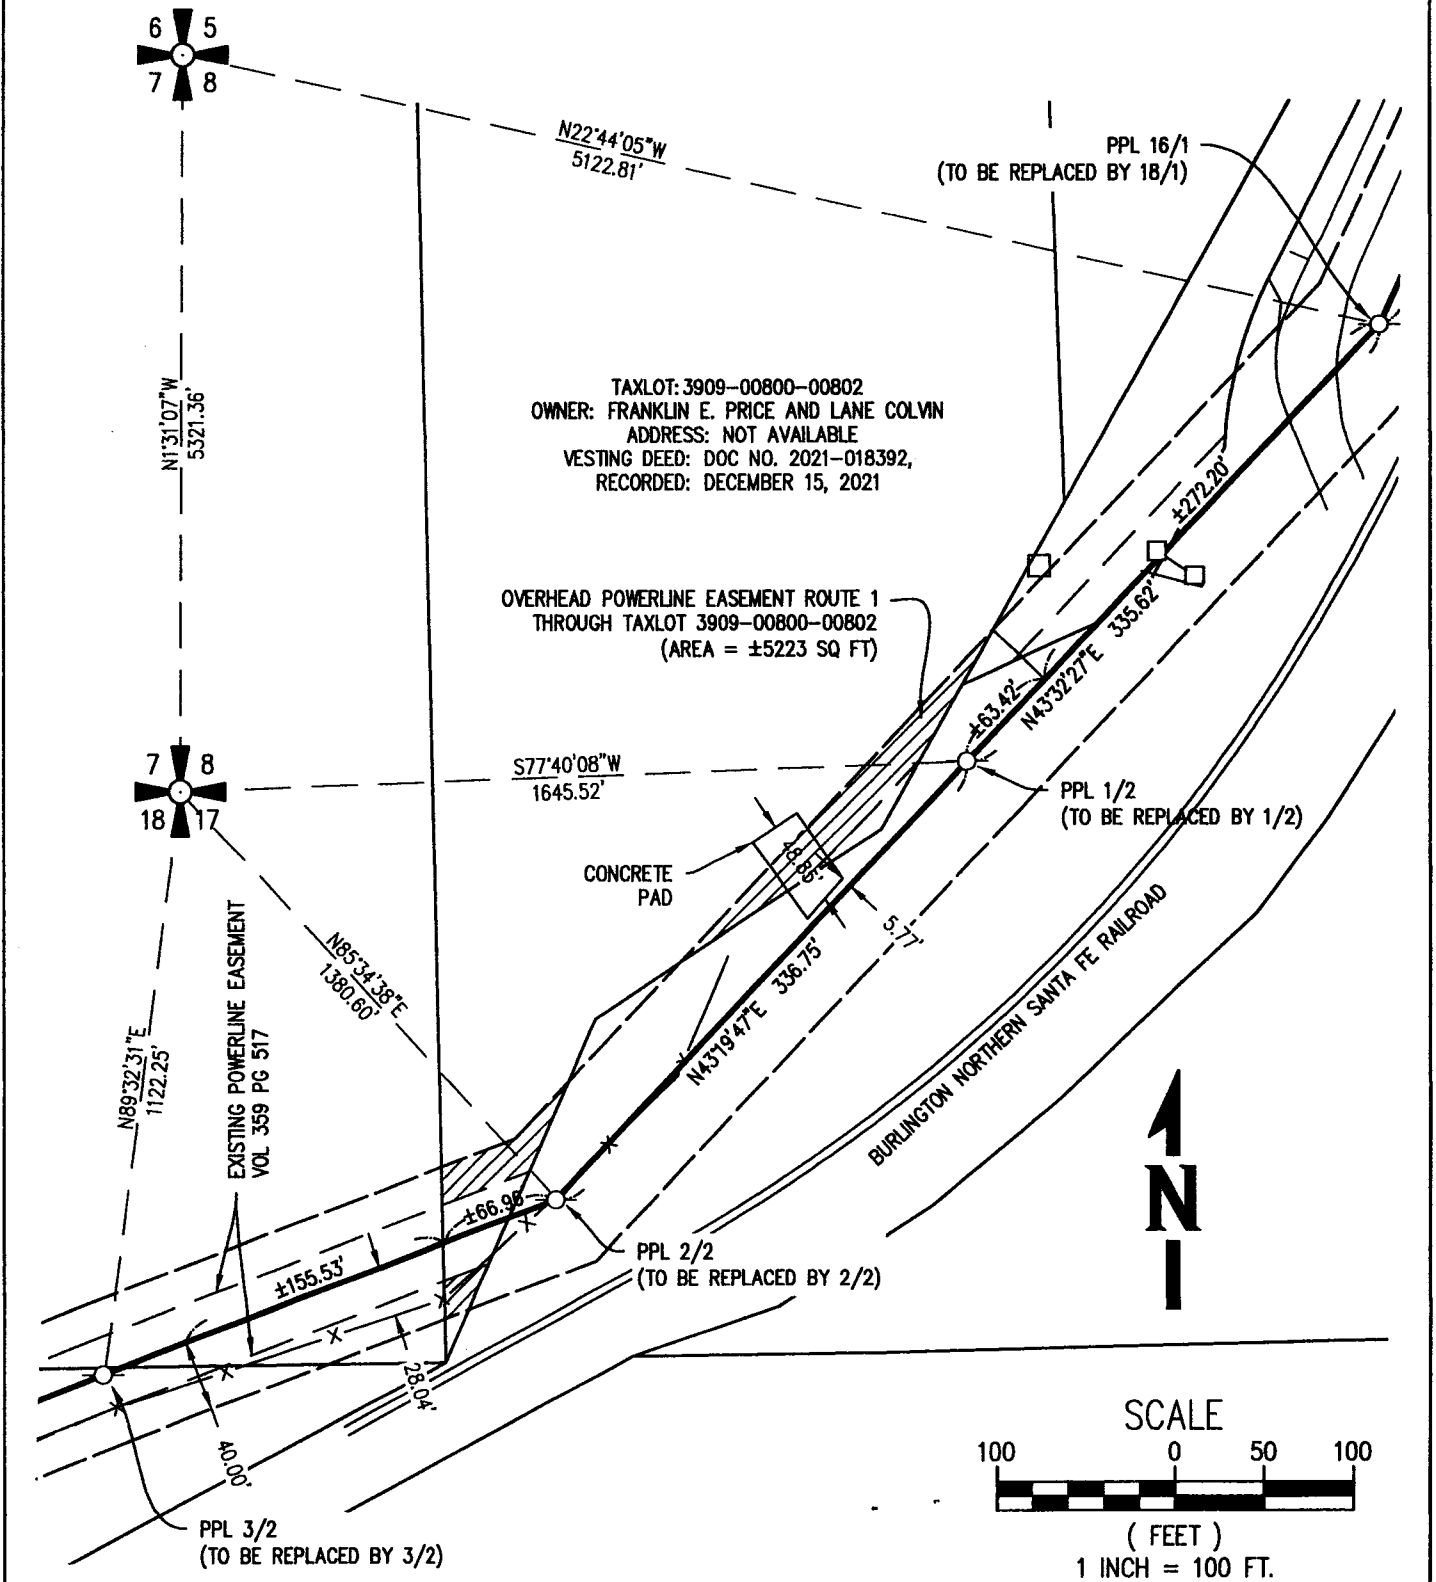 6 5
7 8
N22°44'05"W
5122.81'
PPL 16/1
(TO BE REPLACED BY 18/1)
N1°31'07"W
5321.36'
TAXLOT: 3909-00800-00802
OWNER: FRANKLIN E. PRICE AND LANE COLVIN
ADDRESS: NOT AVAILABLE
VESTING DEED: DOC NO. 2021-018392,
RECORDED: DECEMBER 15, 2021
±272.20'
OVERHEAD POWERLINE EASEMENT ROUTE 1
THROUGH TAXLOT 3909-00800-00802
(AREA = ±5223 SQ FT)
N43°32'27"E 335.62'
±63.42'
7 8
18 17
S77°40'08"W
1645.52'
PPL 1/2
(TO BE REPLACED BY 1/2)
CONCRETE
PAD
48.85'
5.77'
N43°19'47"E 336.75'
BURLINGTON NORTHERN SANTA FE RAILROAD
N85°34'38"E
1380.60'
EXISTING POWERLINE EASEMENT
VOL 359 PG 517
N89°32'31"E
1122.25'
±66.96'
±155.53'
PPL 2/2
(TO BE REPLACED BY 2/2)
N
28.04'
40.00'
PPL 3/2
(TO BE REPLACED BY 3/2)
SCALE
100 0 50 100
( FEET )
1 INCH = 100 FT.